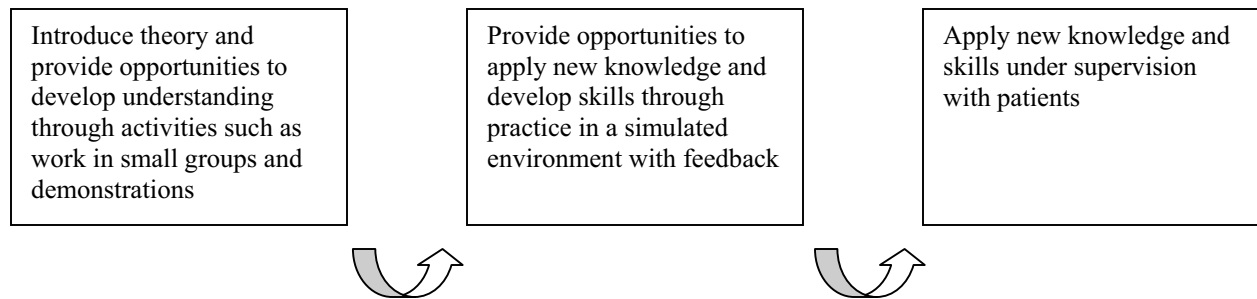 Introduce theory and
provide opportunities to
develop understanding
through activities such as
work in small groups and
demonstrations
Provide opportunities to
apply new knowledge and
develop skills through
practice in a simulated
environment with feedback
Apply new knowledge and
skills under supervision
with patients